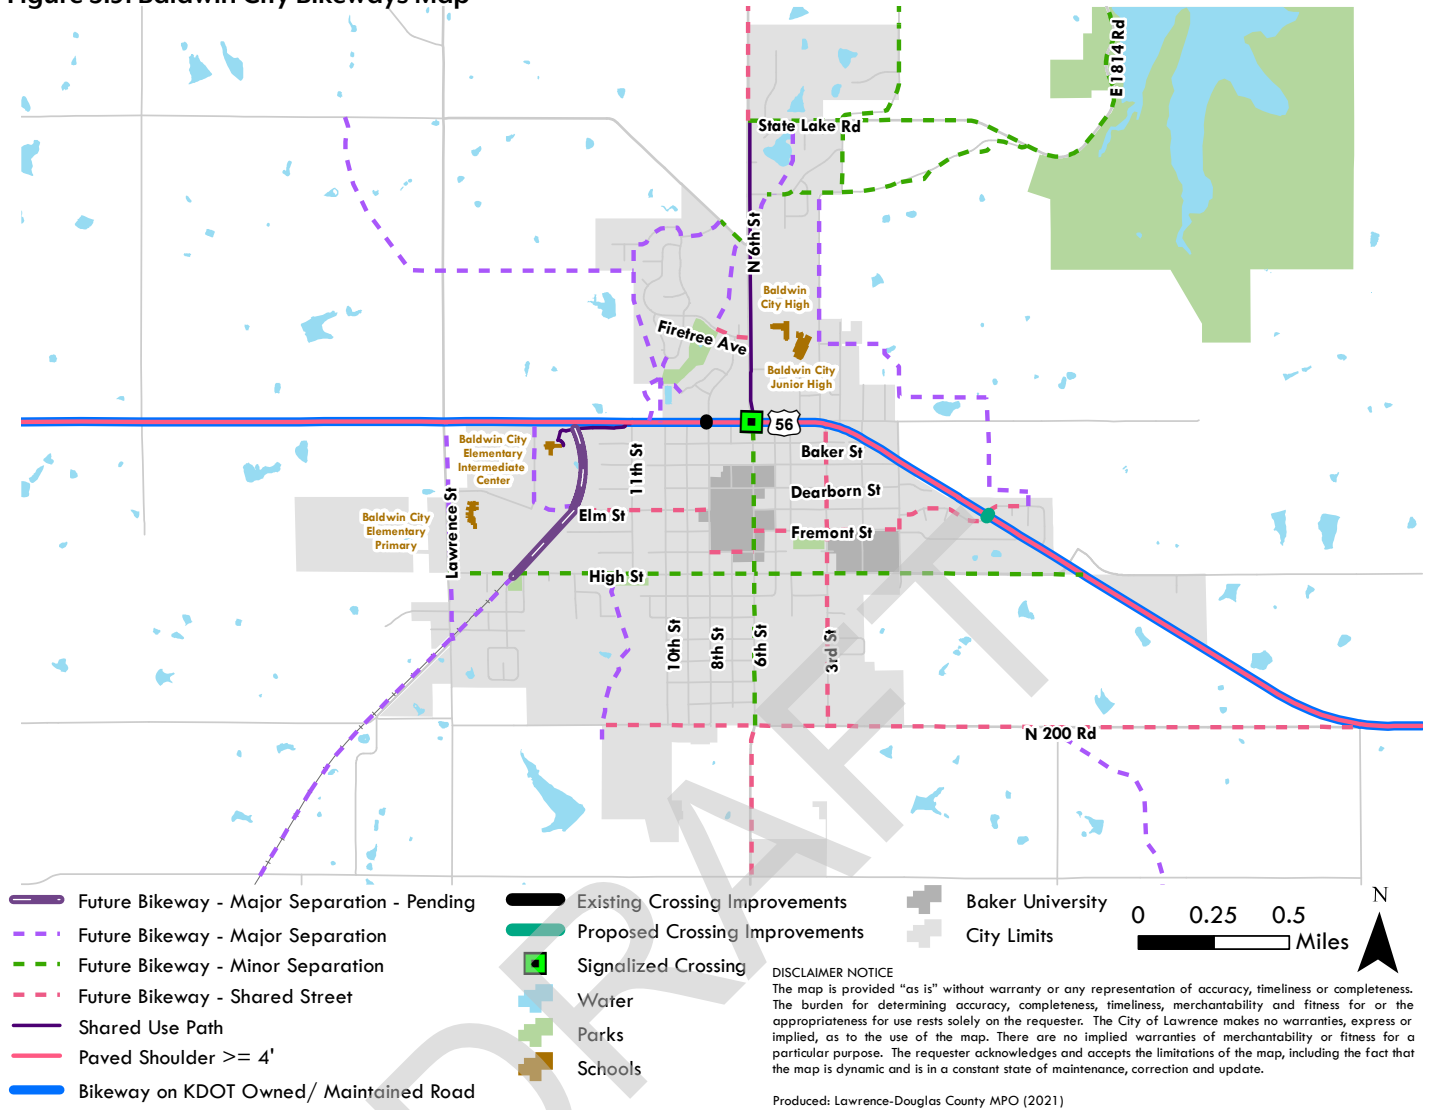 Figure 3.3: Baldwin City Bikeways Map
E 1814 Rd
State Lake Rd
N 6th St
Baldwin
City High
Firetree Ave
Baldwin City
Junior High
56
Baldwin City
Elementary
Intermediate
Center
11th St
Baker St
Dearborn St
Lawrence St
Baldwin City
Elementary
Primary
Elm St
Fremont St
High St
10th St
8th St
6th St
3rd St
N 200 Rd
DRAFT
Future Bikeway - Major Separation - Pending
Future Bikeway - Major Separation
Future Bikeway - Minor Separation
Future Bikeway - Shared Street
Shared Use Path
Paved Shoulder >= 4'
Bikeway on KDOT Owned/ Maintained Road
Existing Crossing Improvements
Proposed Crossing Improvements
Signalized Crossing
Water
Parks
Schools
Baker University
City Limits
0 0.25 0.5
Miles
N
DISCLAIMER NOTICE
The map is provided “as is” without warranty or any representation of accuracy, timeliness or completeness.
The burden for determining accuracy, completeness, timeliness, merchantability and fitness for or the
appropriateness for use rests solely on the requester. The City of Lawrence makes no warranties, express or
implied, as to the use of the map. There are no implied warranties of merchantability or fitness for a
particular purpose. The requester acknowledges and accepts the limitations of the map, including the fact that
the map is dynamic and is in a constant state of maintenance, correction and update.
Produced: Lawrence-Douglas County MPO (2021)